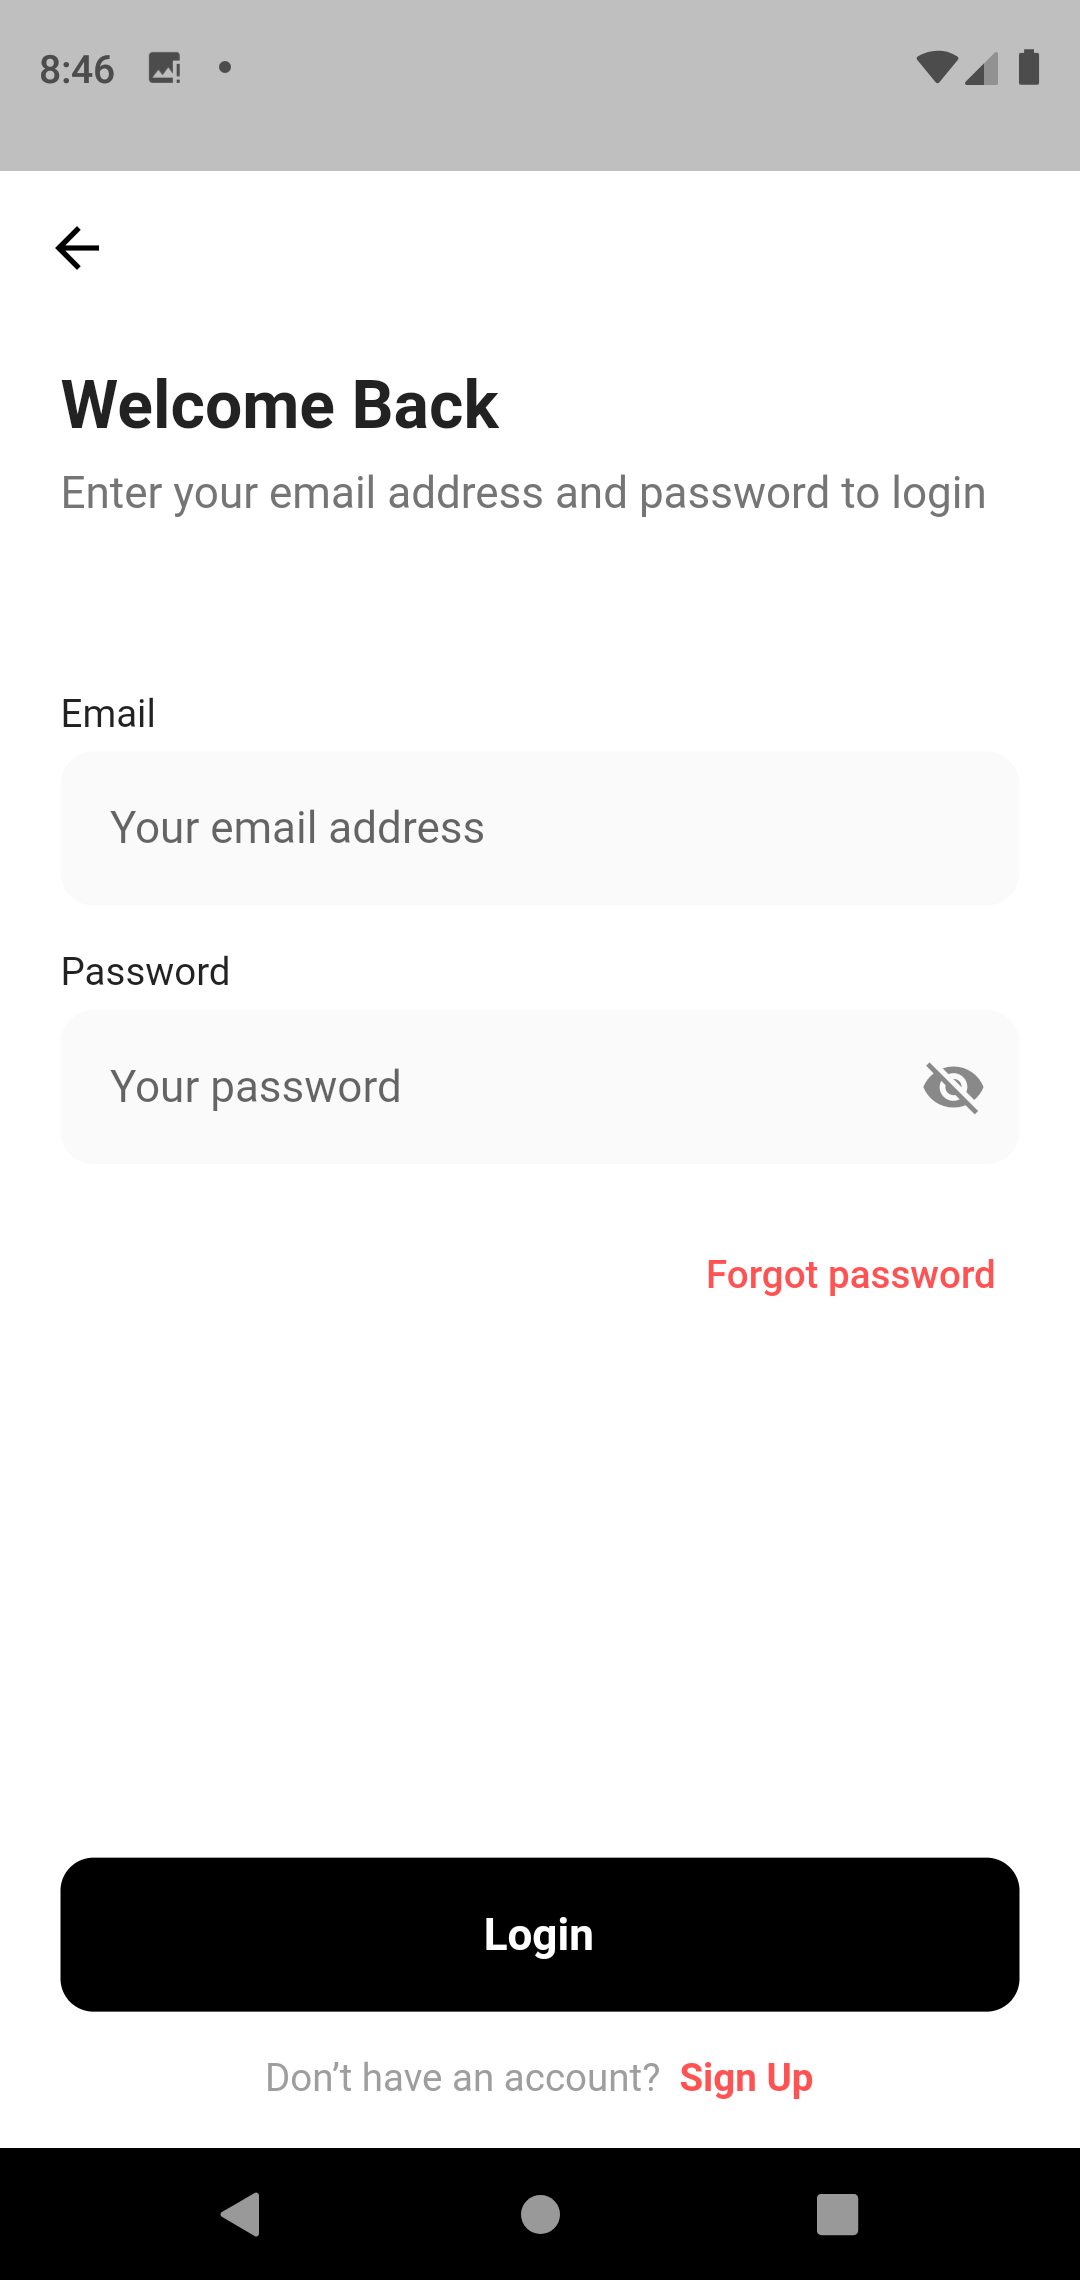 8:46
Welcome Back
Enter your email address and password to login
Email
Your email address
Password
Your password
Forgot password
Login
Don’t have an account? Sign Up